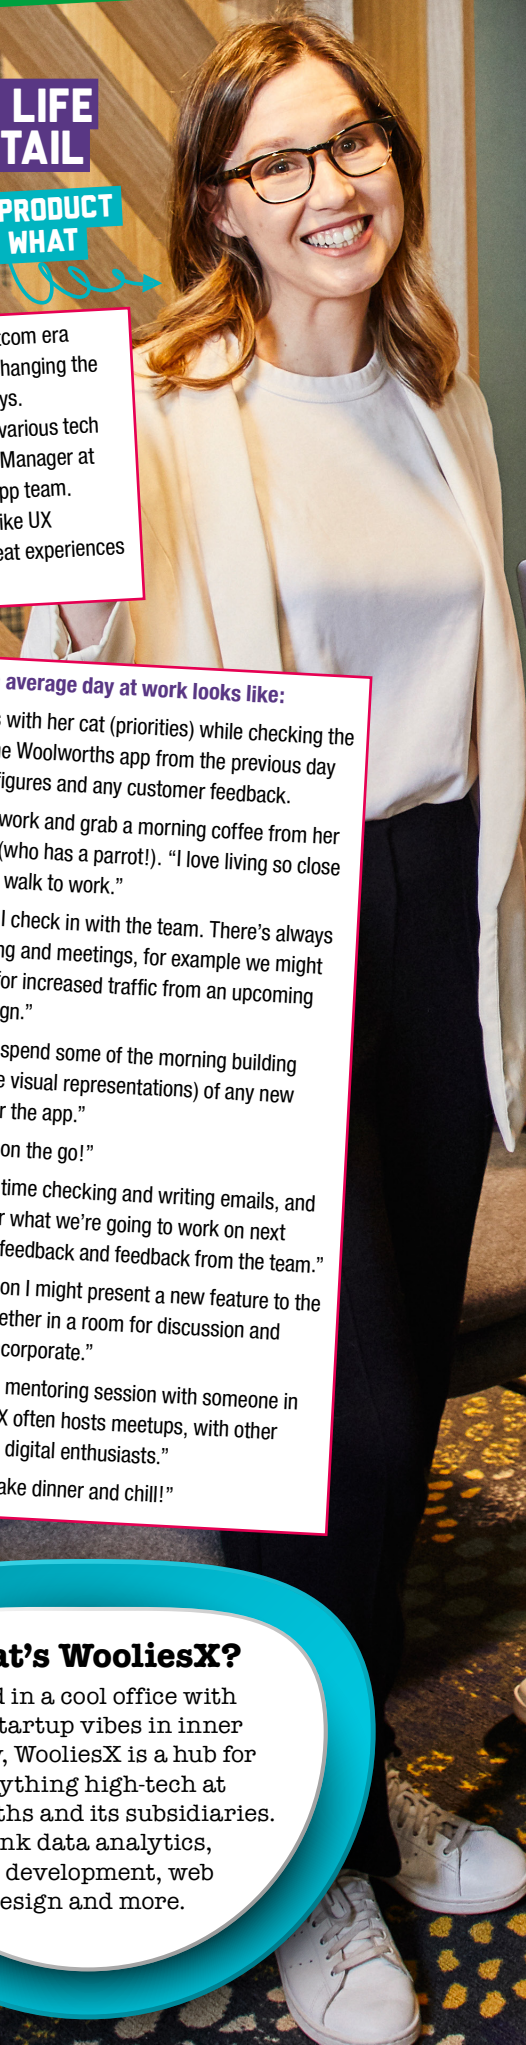 LIFE
TAIL
PRODUCT
WHAT
com era
hanging the
ys.
various tech
Manager at
pp team.
ike UX
eat experiences
average day at work looks like:
with her cat (priorities) while checking the
e Woolworths app from the previous day
figures and any customer feedback.
work and grab a morning coffee from her
(who has a parrot!). “I love living so close
walk to work.”
I check in with the team. There’s always
ng and meetings, for example we might
for increased traffic from an upcoming
gn.”
spend some of the morning building
e visual representations) of any new
r the app.”
on the go!”
time checking and writing emails, and
r what we’re going to work on next
feedback and feedback from the team.”
on I might present a new feature to the
ether in a room for discussion and
corporate.”
mentoring session with someone in
X often hosts meetups, with other
digital enthusiasts.”
ake dinner and chill!”
at’s WooliesX?
d in a cool office with
tartup vibes in inner
, WooliesX is a hub for
ything high-tech at
ths and its subsidiaries.
nk data analytics,
development, web
esign and more.